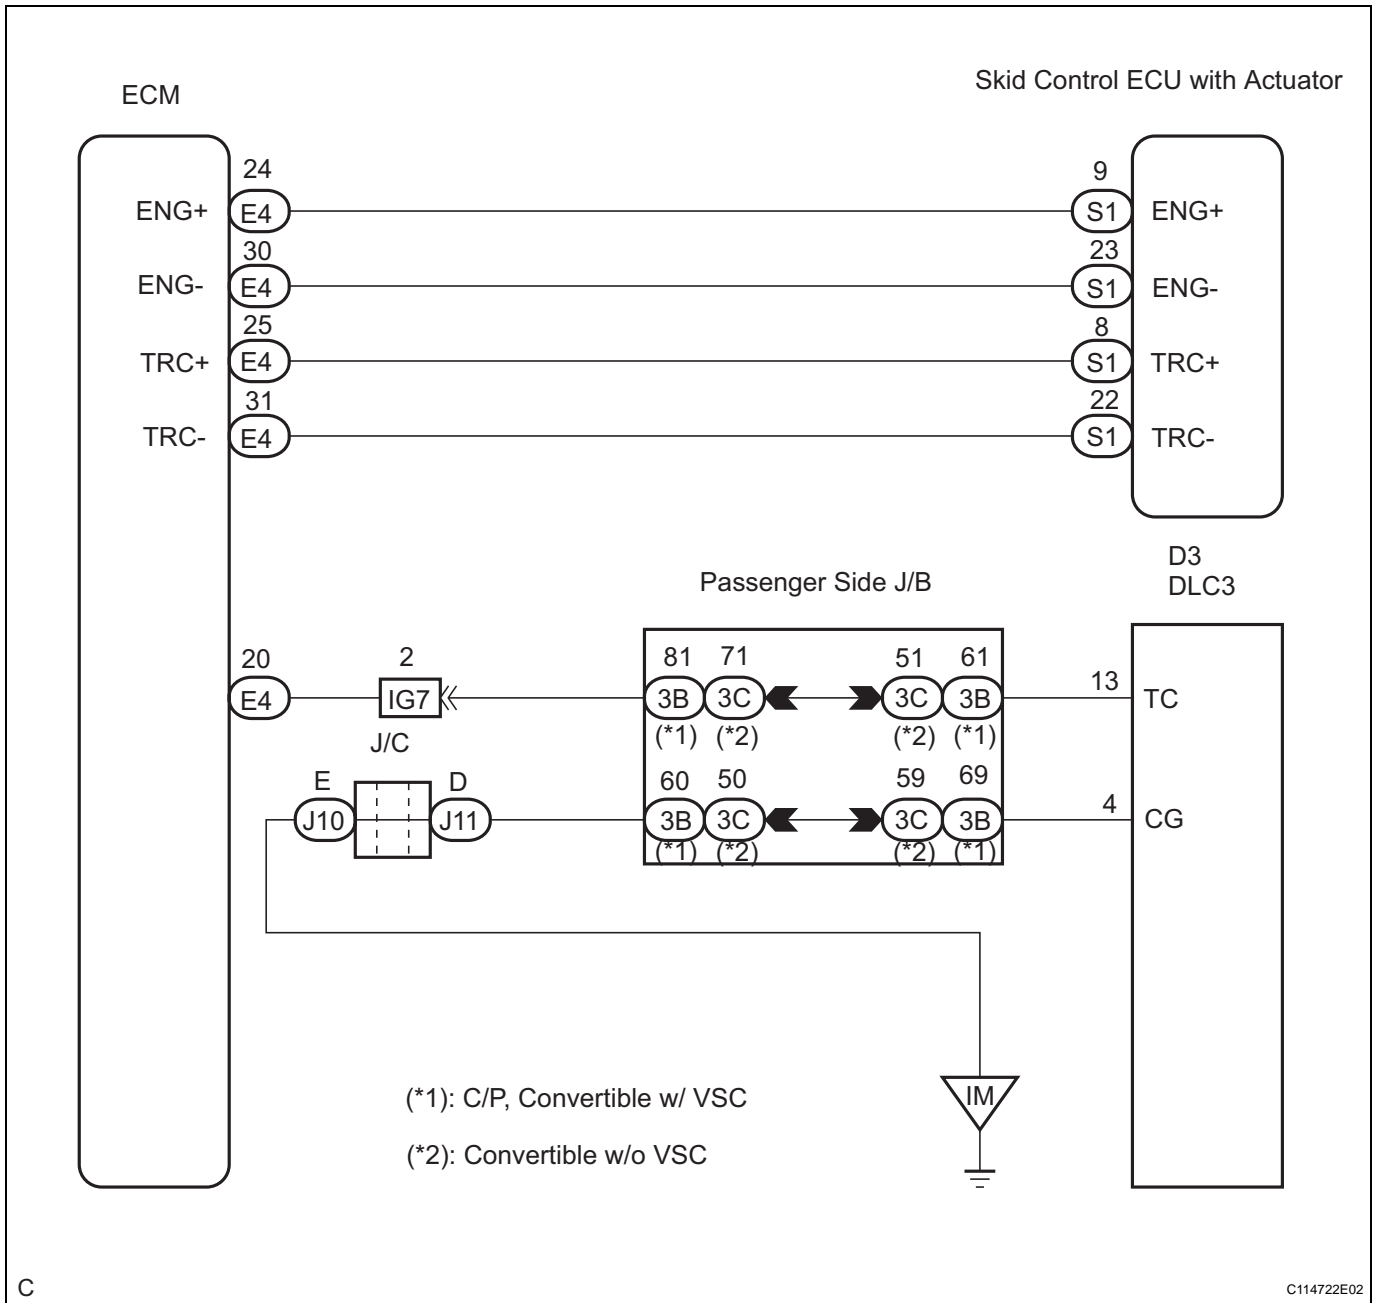 ECM
Skid Control ECU with Actuator
24
9
ENG+ E4 S1 ENG+
30
23
ENG- E4 S1 ENG-
25
8
TRC+ E4 S1 TRC+
31
22
TRC- E4 S1 TRC-
D3
DLC3
Passenger Side J/B
20 2 81 71 51 61
13
E4 IG7 3B 3C 3C 3B TC
(*1) (*2) (*2) (*1)
J/C
E D 60 50 59 69
4
J10 J11 3B 3C 3C 3B CG
(*1) (*2) (*2) (*1)
IM
(*1): C/P, Convertible w/ VSC
(*2): Convertible w/o VSC
C
C114722E02